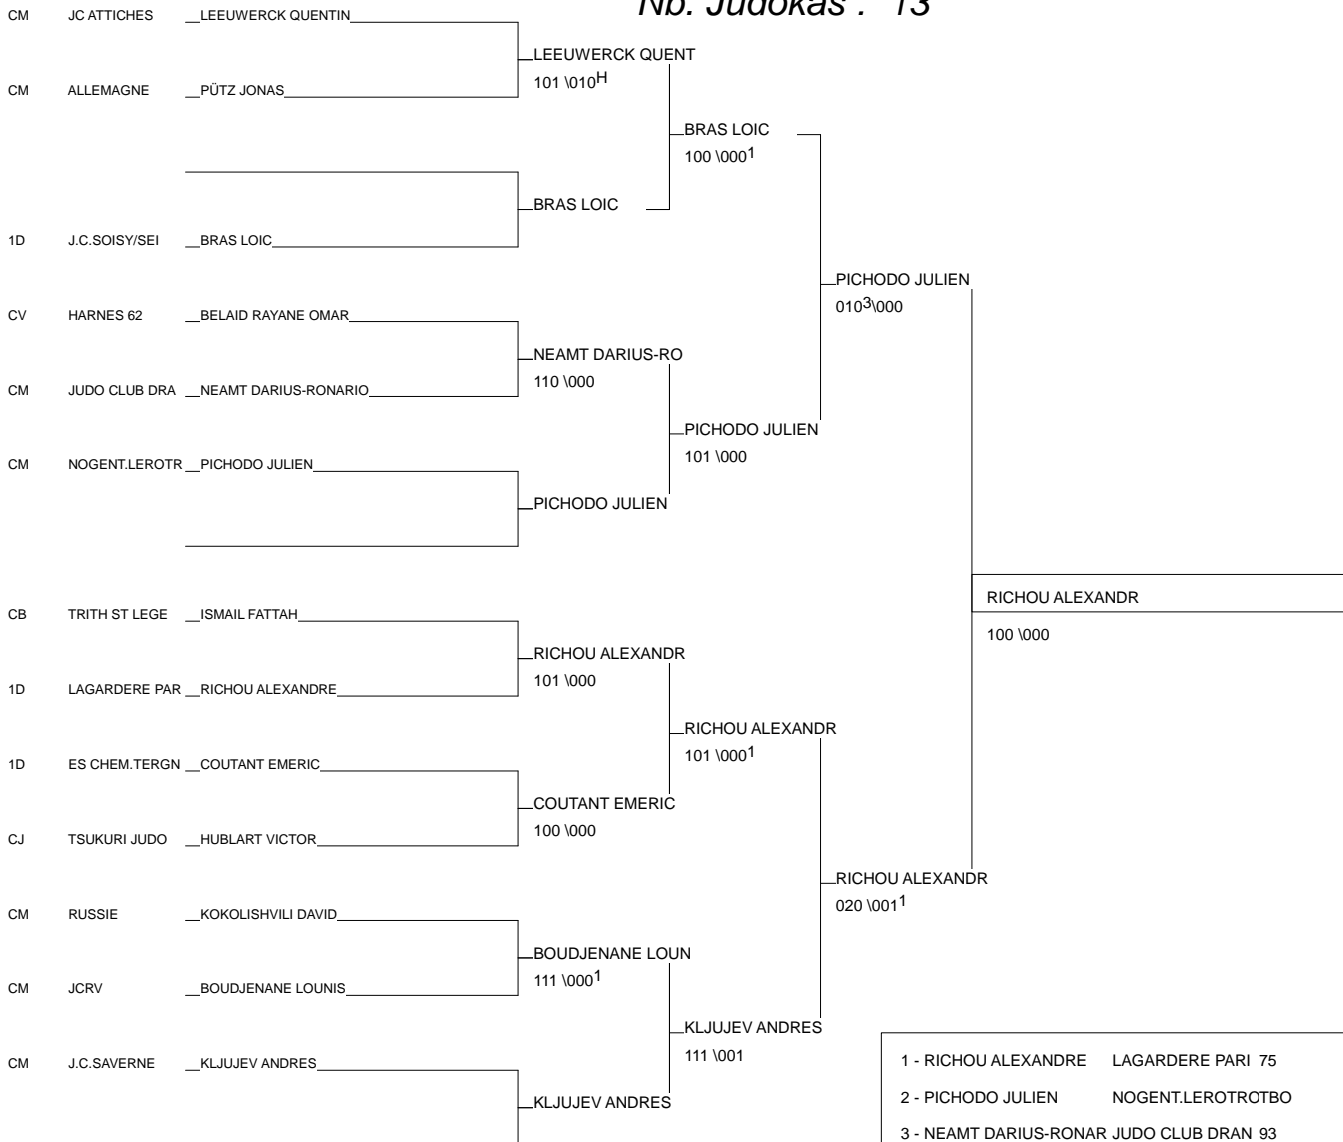 Nb. Judokas : 13
CM JC ATTICHES LEEUWERCK QUENTIN
LEEUWERCK QUENT
101 \010H
CM ALLEMAGNE PÜTZ JONAS
BRAS LOIC
100 \0001
BRAS LOIC
1D J.C.SOISY/SEI BRAS LOIC
PICHODO JULIEN
0103\000
CV HARNES 62 BELAID RAYANE OMAR
NEAMT DARIUS-RO
110 \000
CM JUDO CLUB DRA NEAMT DARIUS-RONARIO
PICHODO JULIEN
101 \000
CM NOGENT.LEROTR PICHODO JULIEN
PICHODO JULIEN
RICHOU ALEXANDR
100 \000
CB TRITH ST LEGE ISMAIL FATTAH
RICHOU ALEXANDR
101 \000
1D LAGARDERE PAR RICHOU ALEXANDRE
RICHOU ALEXANDR
101 \0001
1D ES CHEM.TERGN COUTANT EMERIC
COUTANT EMERIC
100 \000
CJ TSUKURI JUDO HUBLART VICTOR
RICHOU ALEXANDR
020 \0011
CM RUSSIE KOKOLISHVILI DAVID
BOUDJENANE LOUN
111 \0001
CM JCRV BOUDJENANE LOUNIS
KLJUJEV ANDRES
111 \001
CM J.C.SAVERNE KLJUJEV ANDRES
KLJUJEV ANDRES
1 - RICHOU ALEXANDRE LAGARDERE PARI 75
2 - PICHODO JULIEN NOGENT.LEROTROTBO
3 - NEAMT DARIUS-RONAR JUDO CLUB DRAN 93